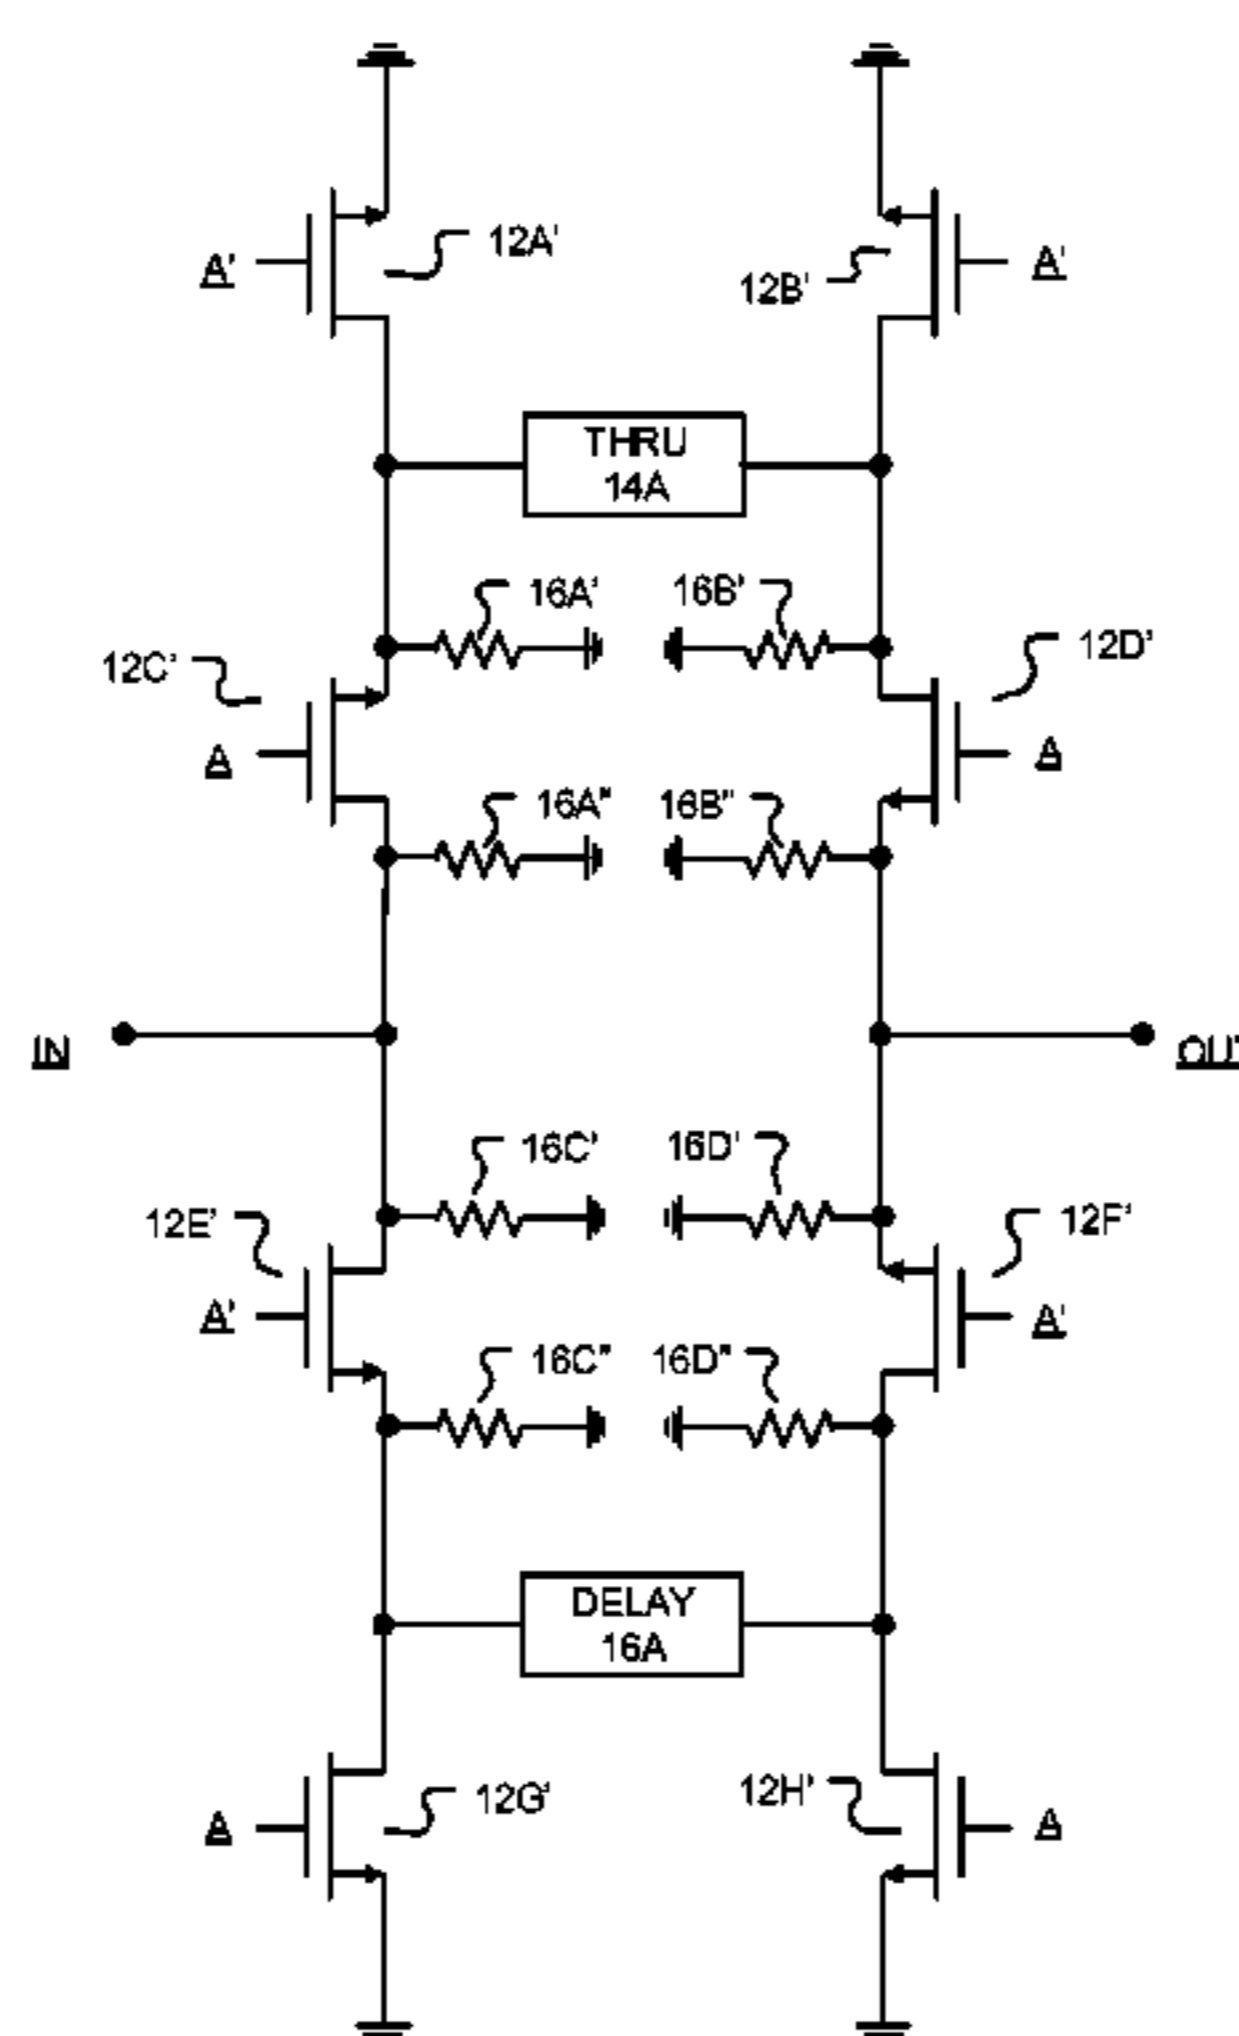 A' 12A' 12B' A'
THRU
14A
16A' 16B'
12C' 12D'
A A
16A" 16B"
IN OUT
16C' 16D'
12E' 12F'
A' A'
16C" 16D"
DELAY
16A
12G' 12H'
A A